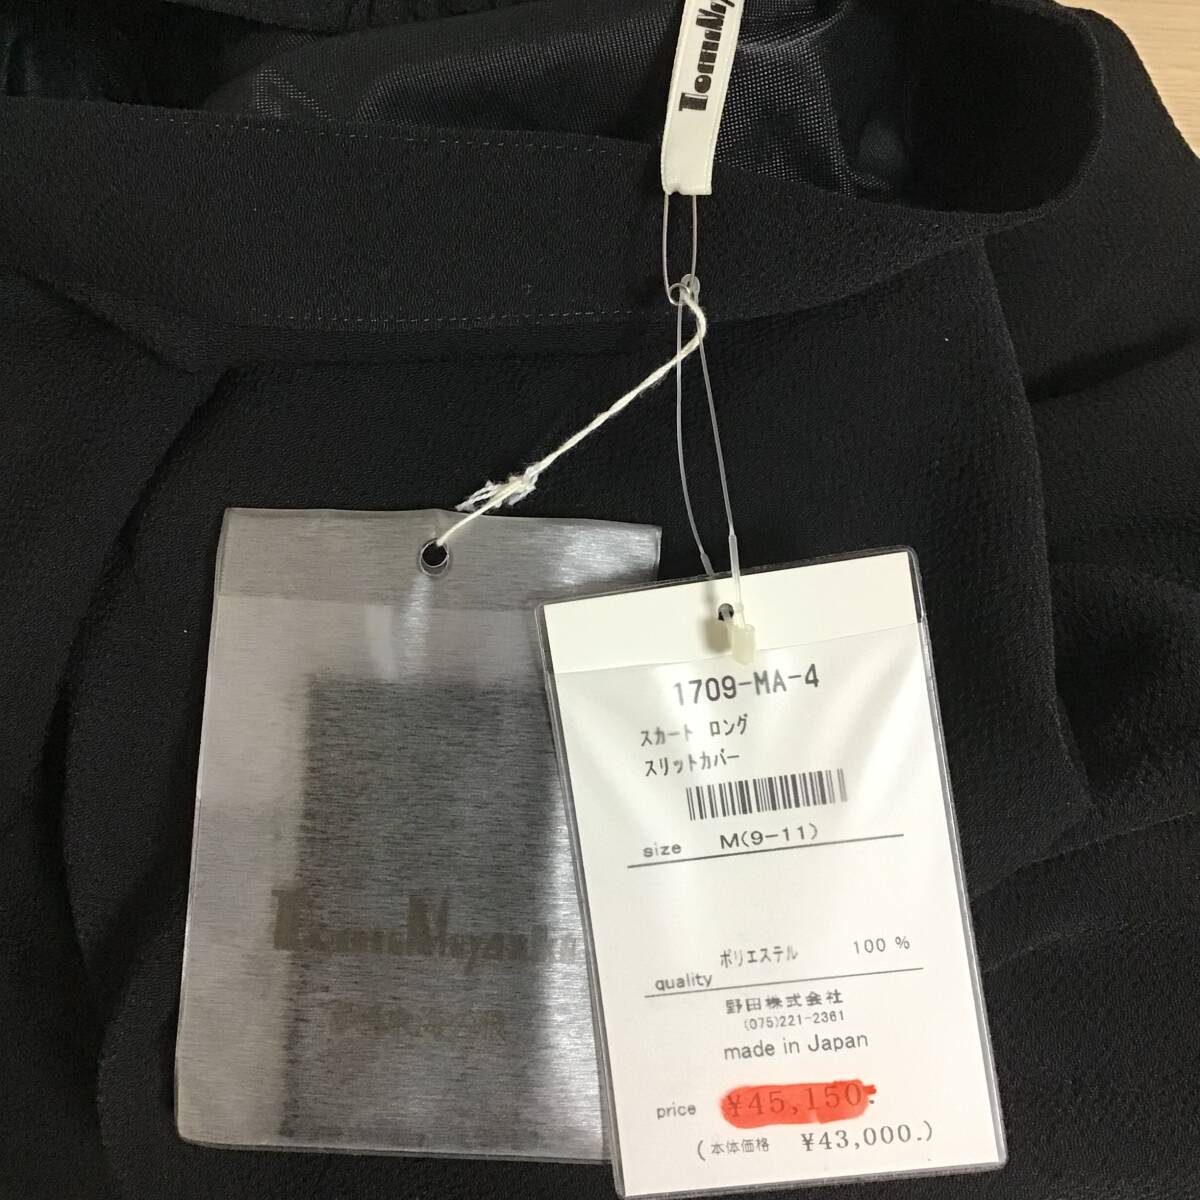 1709-MA-4
スカート ロング
スリットカバー
size M(9-11)
quality ポリエステル 100 %
野田株式会社
(075)221-2361
made in Japan
price ¥45,150.
(本体価格 ¥43,000.)